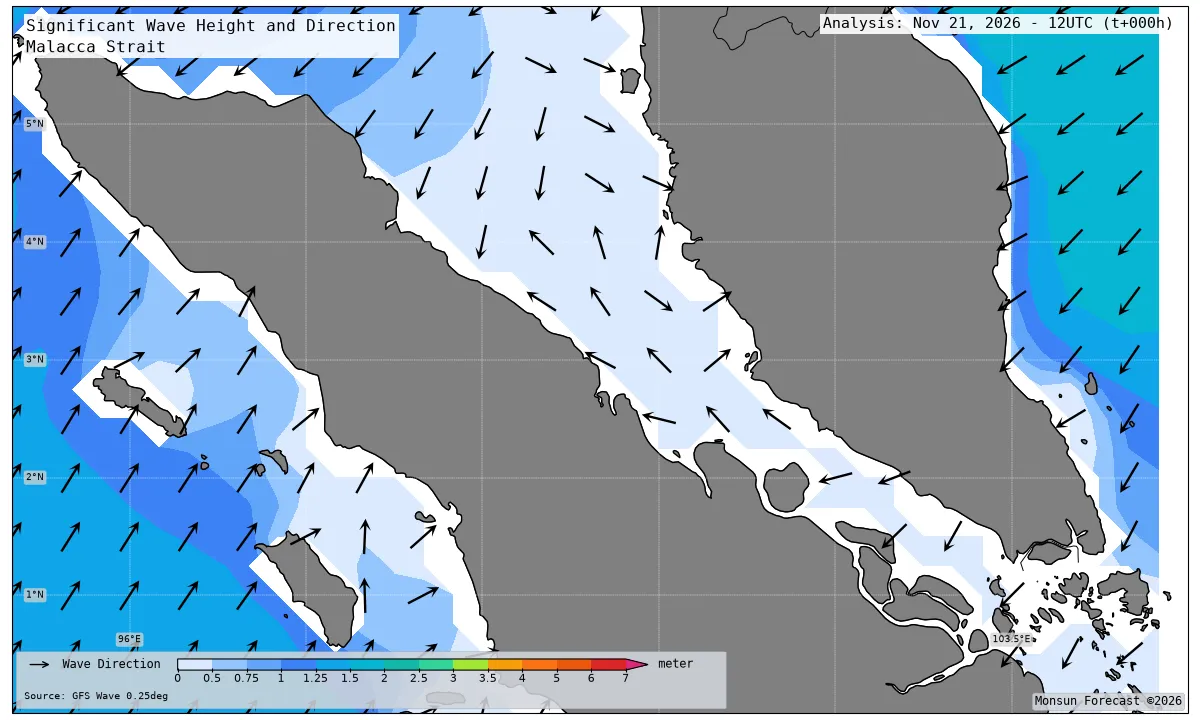 Significant Wave Height and Direction
Malacca Strait
Analysis: Nov 21, 2026 - 12UTC (t+000h)
5°N
4°N
3°N
2°N
1°N
96°E
103.5°E
Wave Direction
meter
0 0.5 0.75 1 1.25 1.5 2 2.5 3 3.5 4 5 6 7
Source: GFS Wave 0.25deg
Monsun Forecast ©2026